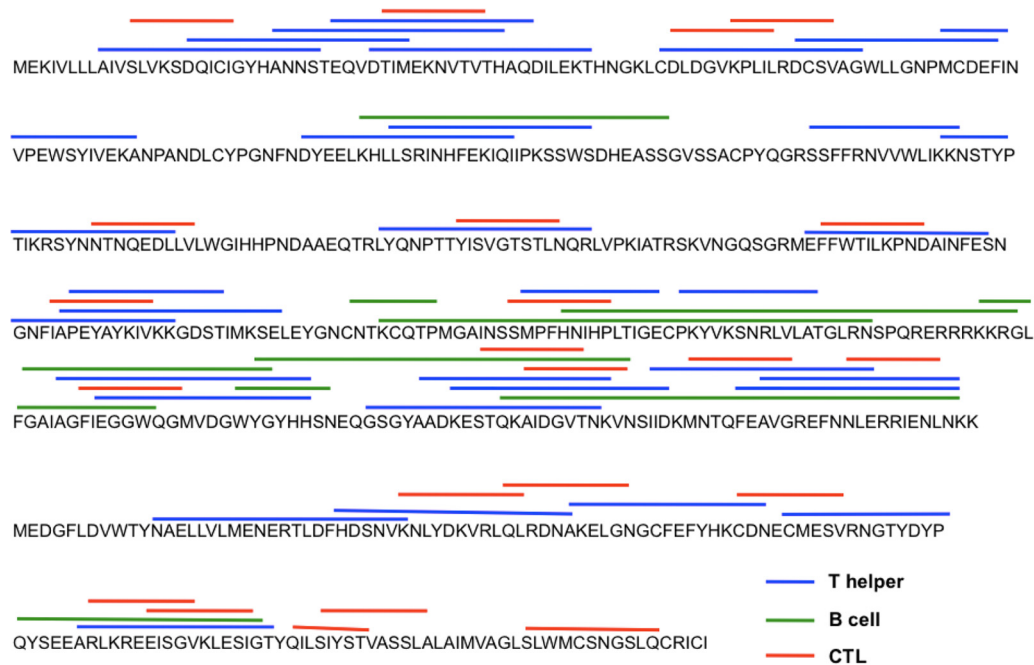 MEKIVLLLAIVSLVKSDQICIGYHANNSTEQVDTIMEKNVTVTHAQDILEKTHNGKLCDLDGVKPLILRDCSVAGWLLGNPMCDEFIN
VPEWSYIVEKANPANDLCYPGNFNDYEELKHLLSRINHFEKIQIIPKSSWSDHEASSGVSSACPYQGRSSFFRNVVWLIKKNSTYP
TIKRSYNNTNQEDLLVLWGIHHPNDAAEQTRLYQNPTTYISVGTSTLNQRLVPKIATRSKVNGQSGRMEFFWTILKPNDAINFESN
GNFIAPEYAYKIVKKGDSTIMKSELEYGNCNTKCQTPMGAINSSMPFHNIHPLTIGECPKYVKSNRLVLATGLRNSPQRERRRKKRGL
FGAIAGFIEGGWQGMVDGWYGYHHSNEQGSGYAADKESTQKAIDGVTNKVNSIIDKMNTQFEAVGREFNNLERRIENLNKK
MEDGFLDVWTYNAELLVLMENERTLDFHDSNVKNLYDKVRLQLRDNAKELGNGCFEFYHKCDNECMESVRNGTYDYP
QYSEEARLKREEISGVKLESIGTYQILSIYSTVASSLALAIMVAGLSLWMCSNGSLQCRICI
T helper
B cell
CTL